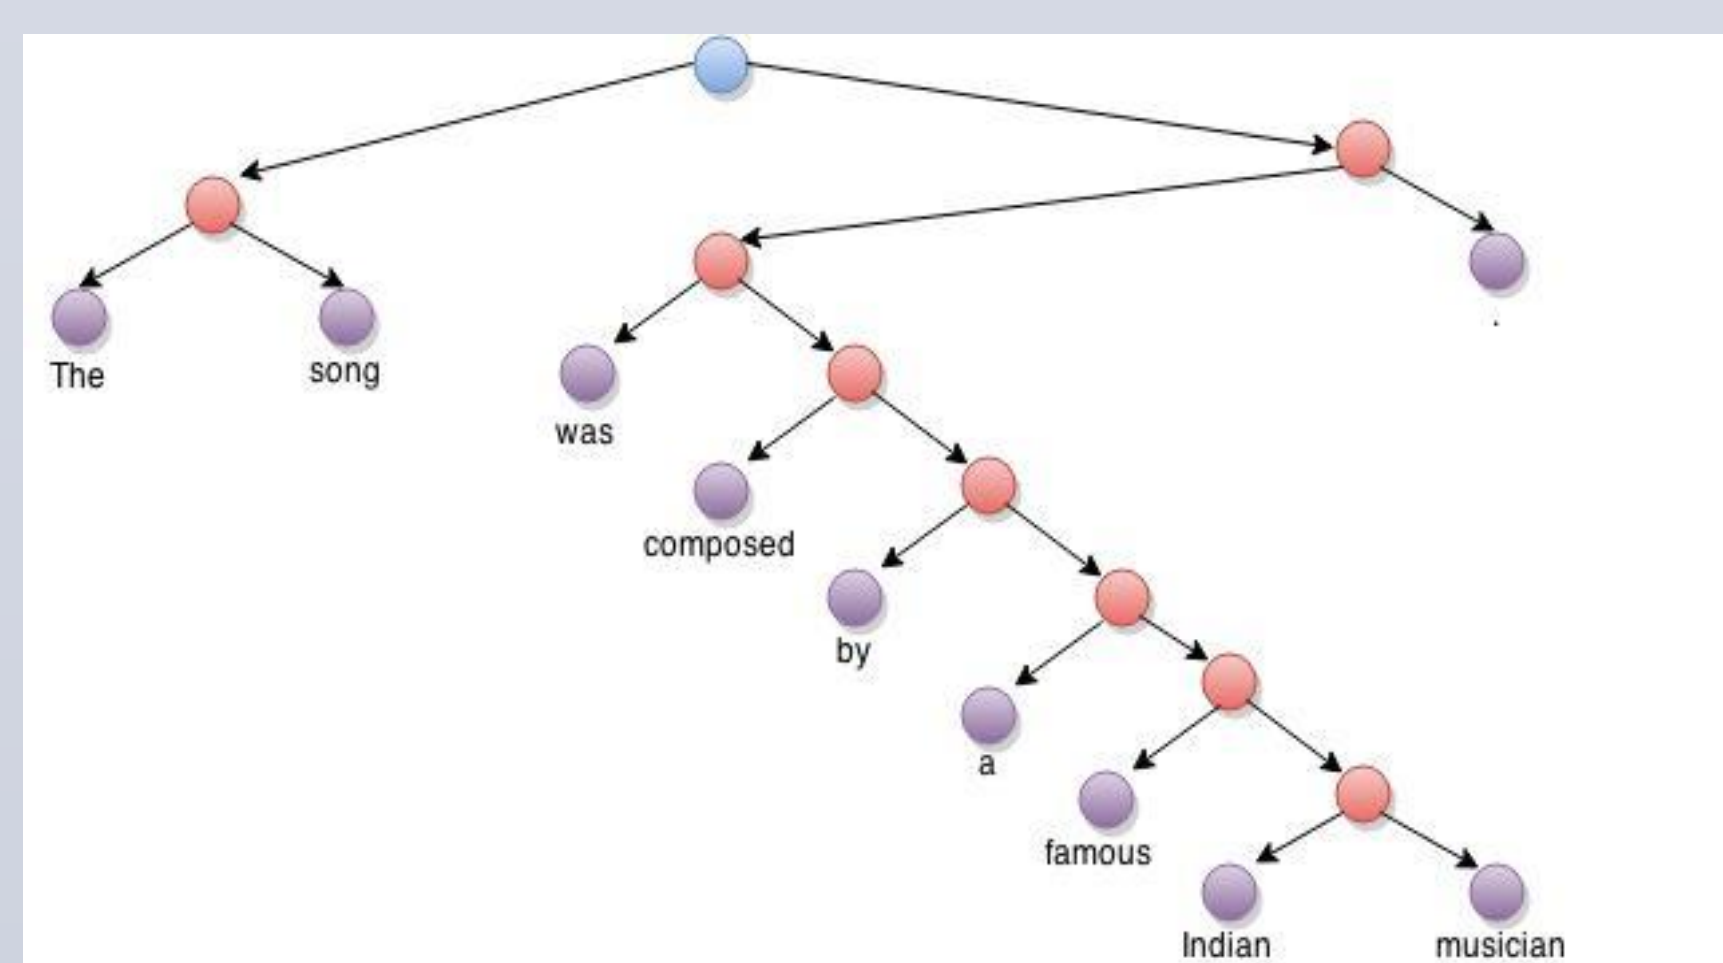 The
song
was
composed
by
a
famous
Indian
musician
.